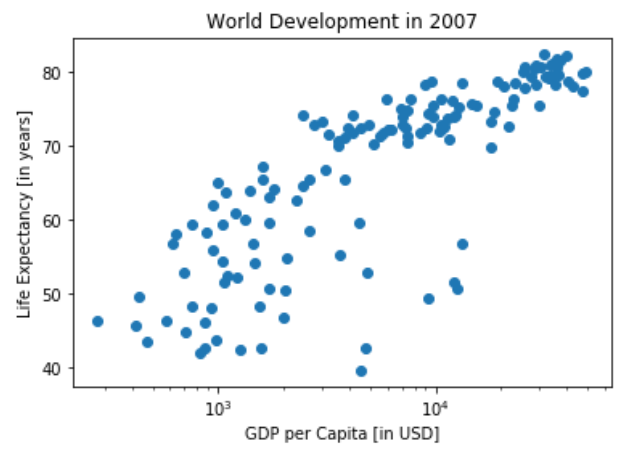 World Development in 2007
Life Expectancy [in years]
80
70
60
50
40
10³
10⁴
GDP per Capita [in USD]